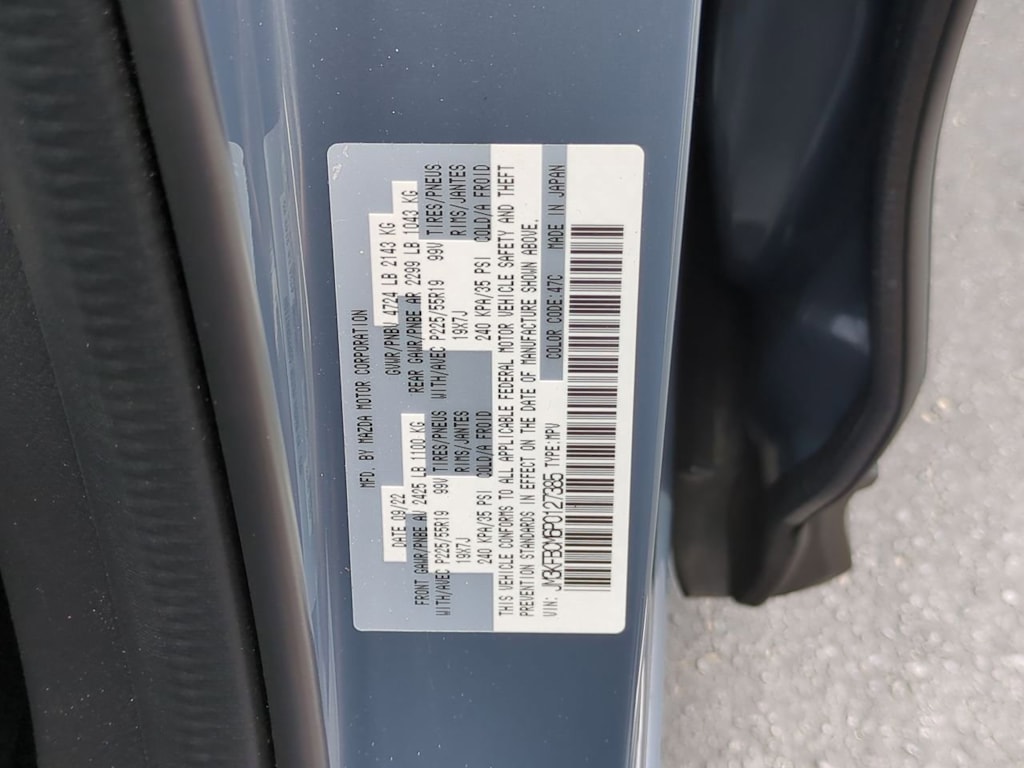 MFD. BY MAZDA MOTOR CORPORATION
DATE 09/22 GVWR/PNBV 4724 LB 2143 KG
FRONT GAWR/PNBE AV 2425 LB 1100 KG REAR GAWR/PNBE AR 2299 LB 1043 KG
WITH/AVEC P225/55R19 99V TIRES/PNEUS WITH/AVEC P225/55R19 99V TIRES/PNEUS
19X7J RIMS/JANTES 19X7J RIMS/JANTES
240 KPA/35 PSI COLD/A FROID 240 KPA/35 PSI COLD/A FROID
THIS VEHICLE CONFORMS TO ALL APPLICABLE FEDERAL MOTOR VEHICLE SAFETY AND THEFT
PREVENTION STANDARDS IN EFFECT ON THE DATE OF MANUFACTURE SHOWN ABOVE.
VIN: JM3KFBCM6P0127385 TYPE:MPV COLOR CODE:47C MADE IN JAPAN